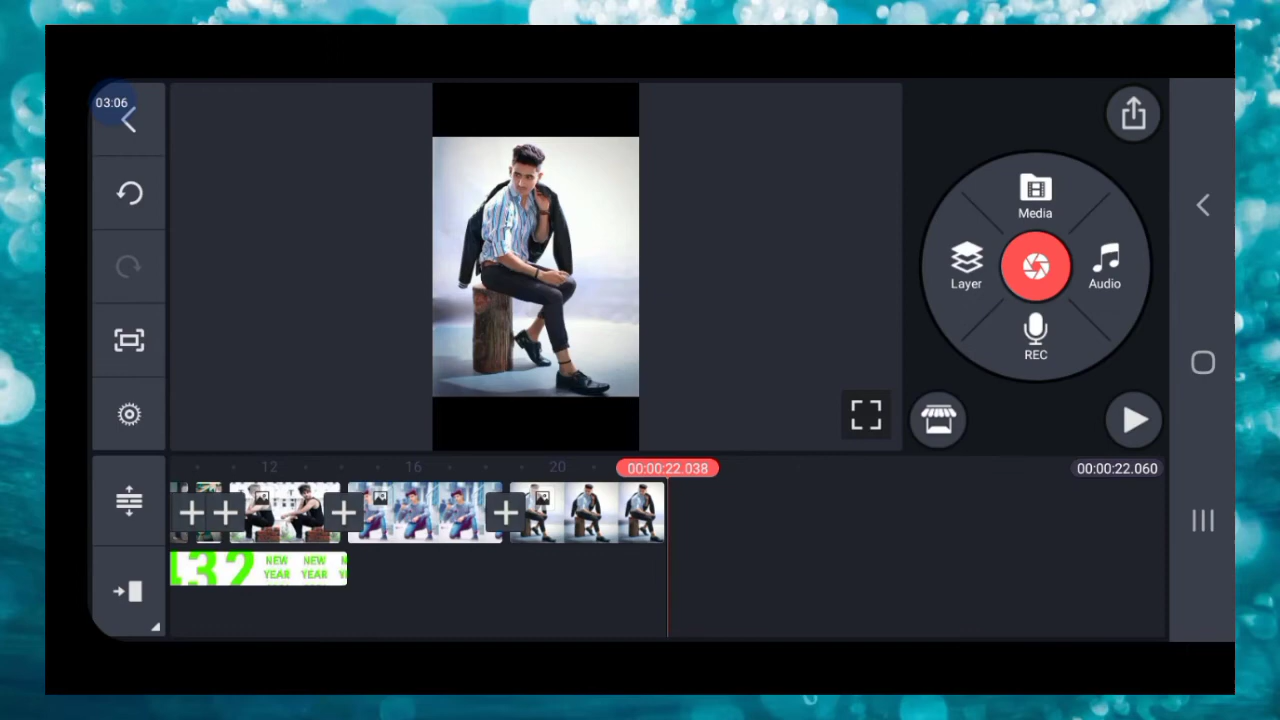 03:06
Media
Layer
Audio
REC
12
16
20
00:00:22.038
00:00:22.060
432
NEW NEW
YEAR YEAR